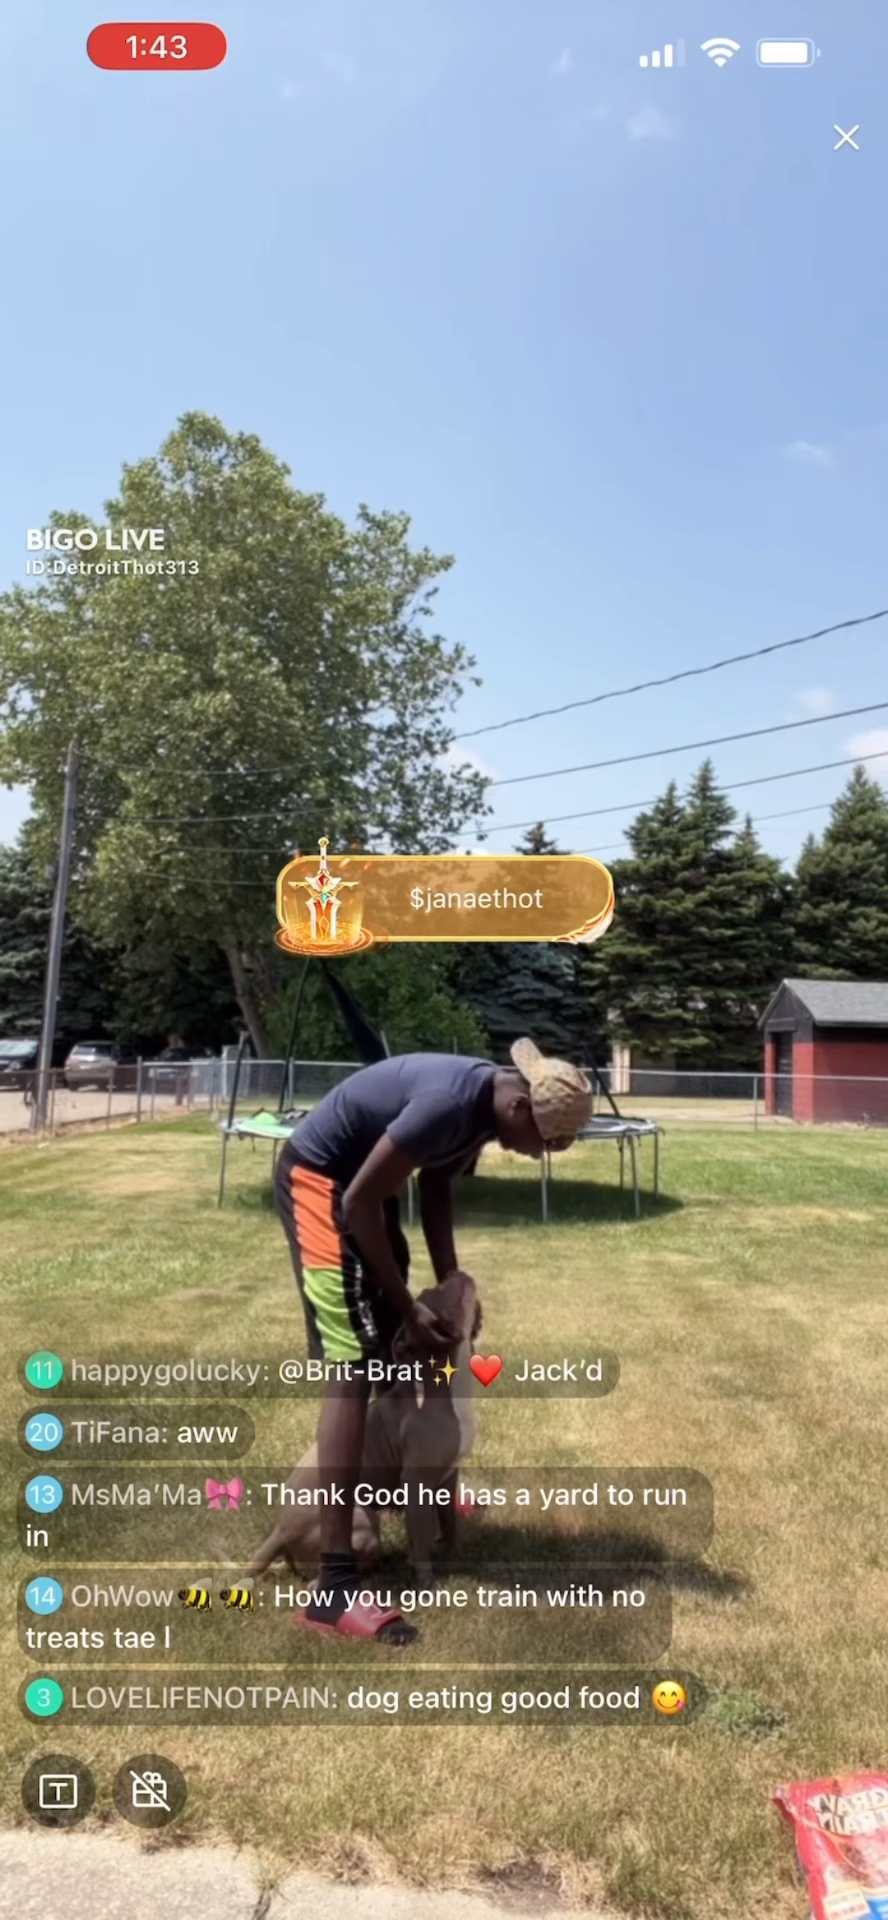 1:43
BIGO LIVE
ID:DetroitThot313
$janaethot
11 happygolucky: @Brit-Brat✨ ❤️ Jack’d
20 TiFana: aww
13 MsMa’Ma🎀: Thank God he has a yard to run
in
14 OhWow🐝🐝: How you gone train with no
treats tae l
3 LOVELIFENOTPAIN: dog eating good food 😋
T
GRAVY
TRAIN